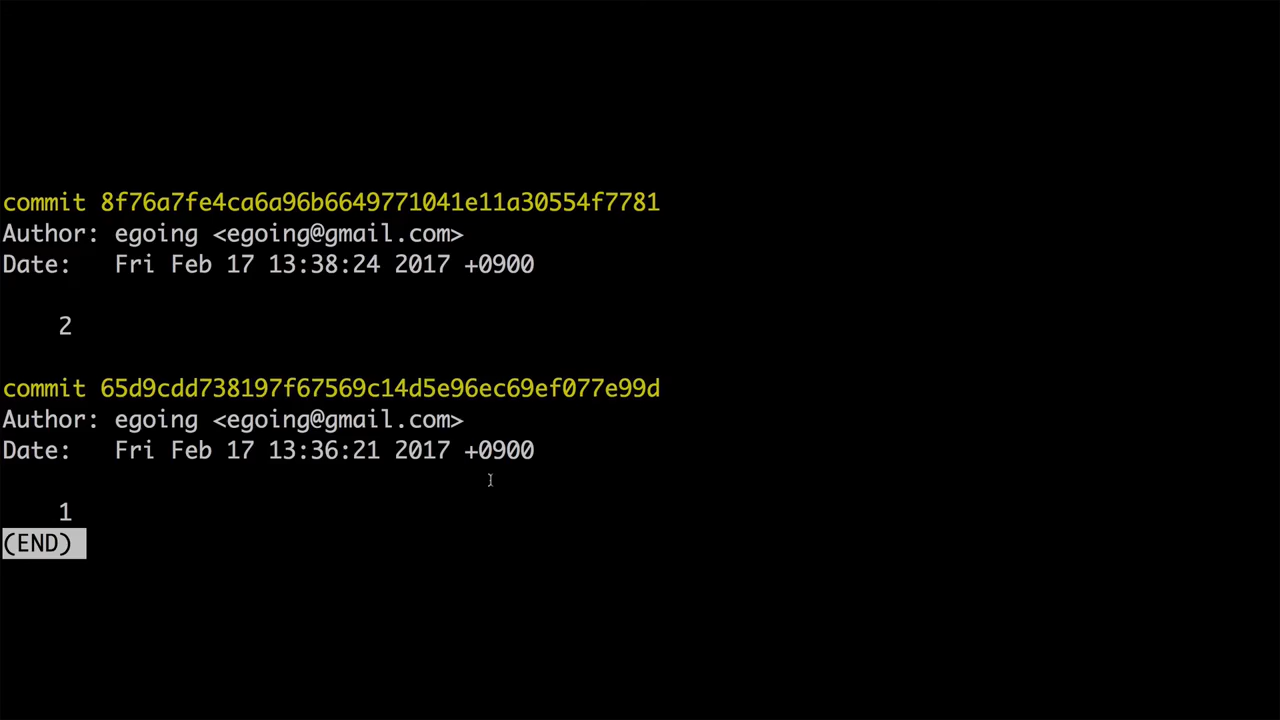 commit 8f76a7fe4ca6a96b6649771041e11a30554f7781
Author: egoing <egoing@gmail.com>
Date:   Fri Feb 17 13:38:24 2017 +0900
2
commit 65d9cdd738197f67569c14d5e96ec69ef077e99d
Author: egoing <egoing@gmail.com>
Date:   Fri Feb 17 13:36:21 2017 +0900
1
(END)